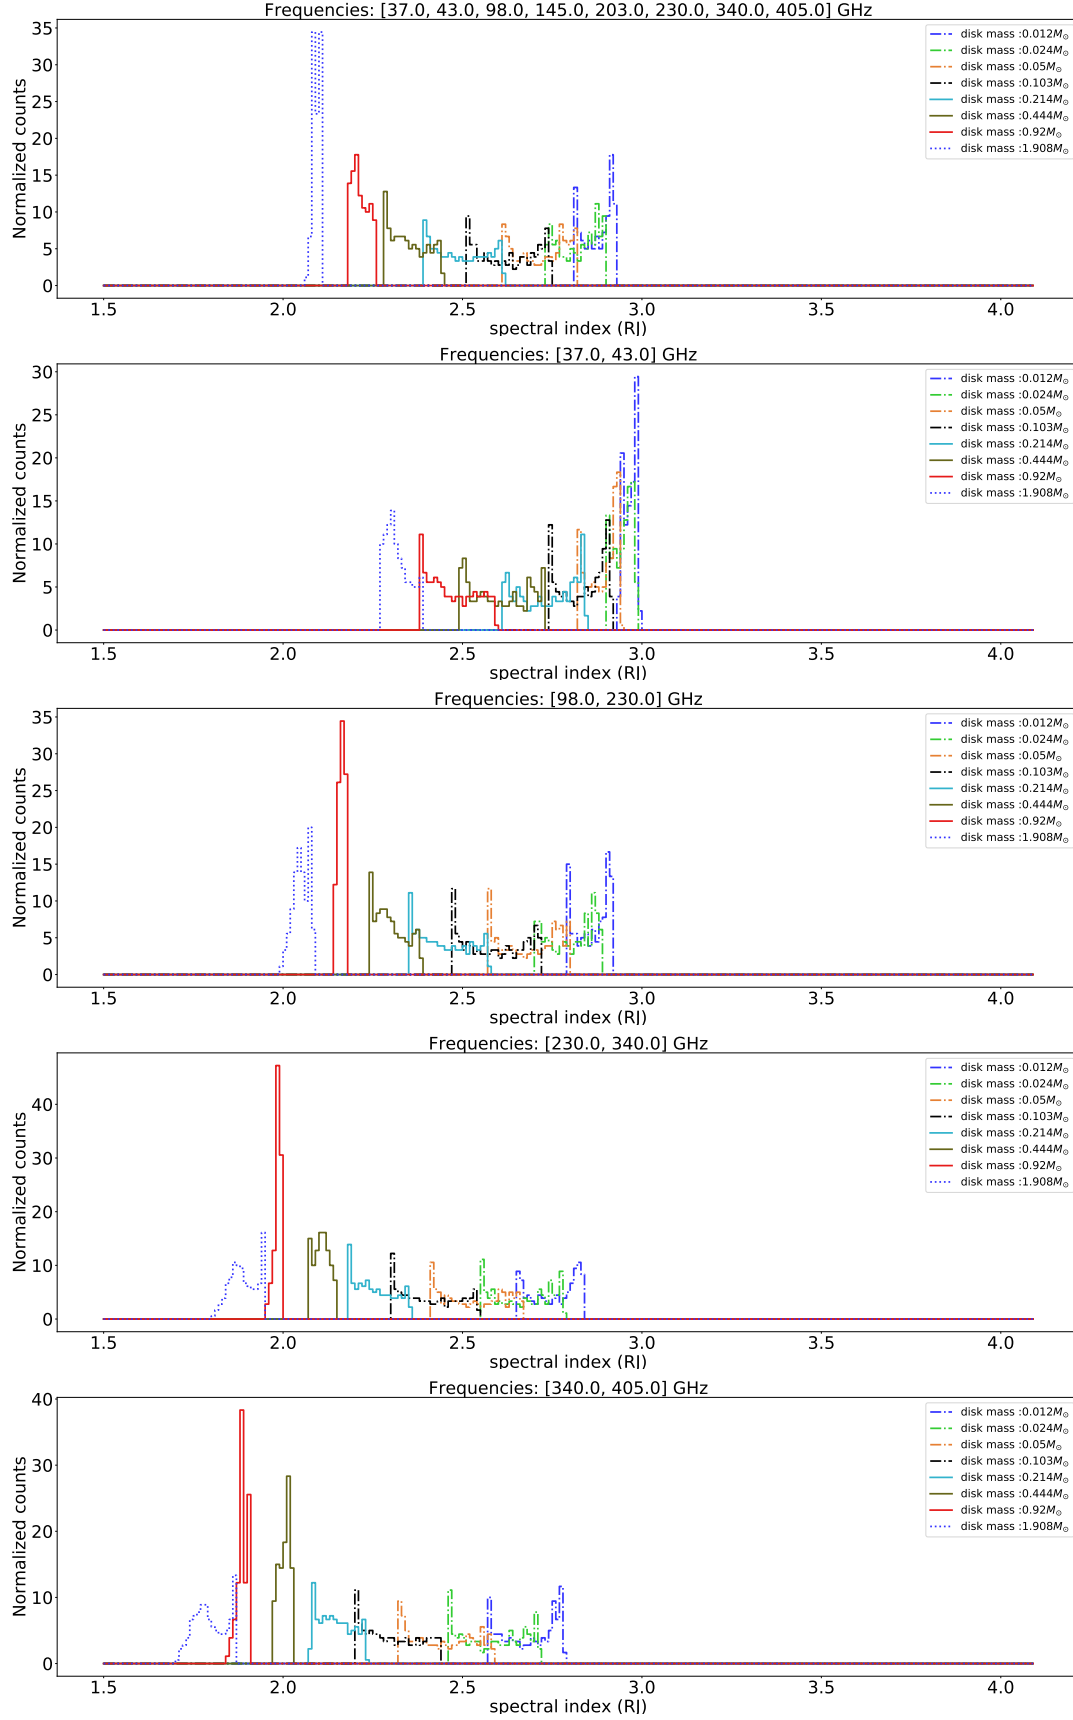 Frequencies: [37.0, 43.0, 98.0, 145.0, 203.0, 230.0, 340.0, 405.0] GHz
Normalized counts
35
30
25
20
15
10
5
0
disk mass :0.012M⊙
disk mass :0.024M⊙
disk mass :0.05M⊙
disk mass :0.103M⊙
disk mass :0.214M⊙
disk mass :0.444M⊙
disk mass :0.92M⊙
disk mass :1.908M⊙
1.5 2.0 2.5 3.0 3.5 4.0
spectral index (RJ)
Frequencies: [37.0, 43.0] GHz
Normalized counts
30
25
20
15
10
5
0
disk mass :0.012M⊙
disk mass :0.024M⊙
disk mass :0.05M⊙
disk mass :0.103M⊙
disk mass :0.214M⊙
disk mass :0.444M⊙
disk mass :0.92M⊙
disk mass :1.908M⊙
1.5 2.0 2.5 3.0 3.5 4.0
spectral index (RJ)
Frequencies: [98.0, 230.0] GHz
Normalized counts
35
30
25
20
15
10
5
0
disk mass :0.012M⊙
disk mass :0.024M⊙
disk mass :0.05M⊙
disk mass :0.103M⊙
disk mass :0.214M⊙
disk mass :0.444M⊙
disk mass :0.92M⊙
disk mass :1.908M⊙
1.5 2.0 2.5 3.0 3.5 4.0
spectral index (RJ)
Frequencies: [230.0, 340.0] GHz
Normalized counts
40
30
20
10
0
disk mass :0.012M⊙
disk mass :0.024M⊙
disk mass :0.05M⊙
disk mass :0.103M⊙
disk mass :0.214M⊙
disk mass :0.444M⊙
disk mass :0.92M⊙
disk mass :1.908M⊙
1.5 2.0 2.5 3.0 3.5 4.0
spectral index (RJ)
Frequencies: [340.0, 405.0] GHz
Normalized counts
40
30
20
10
0
disk mass :0.012M⊙
disk mass :0.024M⊙
disk mass :0.05M⊙
disk mass :0.103M⊙
disk mass :0.214M⊙
disk mass :0.444M⊙
disk mass :0.92M⊙
disk mass :1.908M⊙
1.5 2.0 2.5 3.0 3.5 4.0
spectral index (RJ)